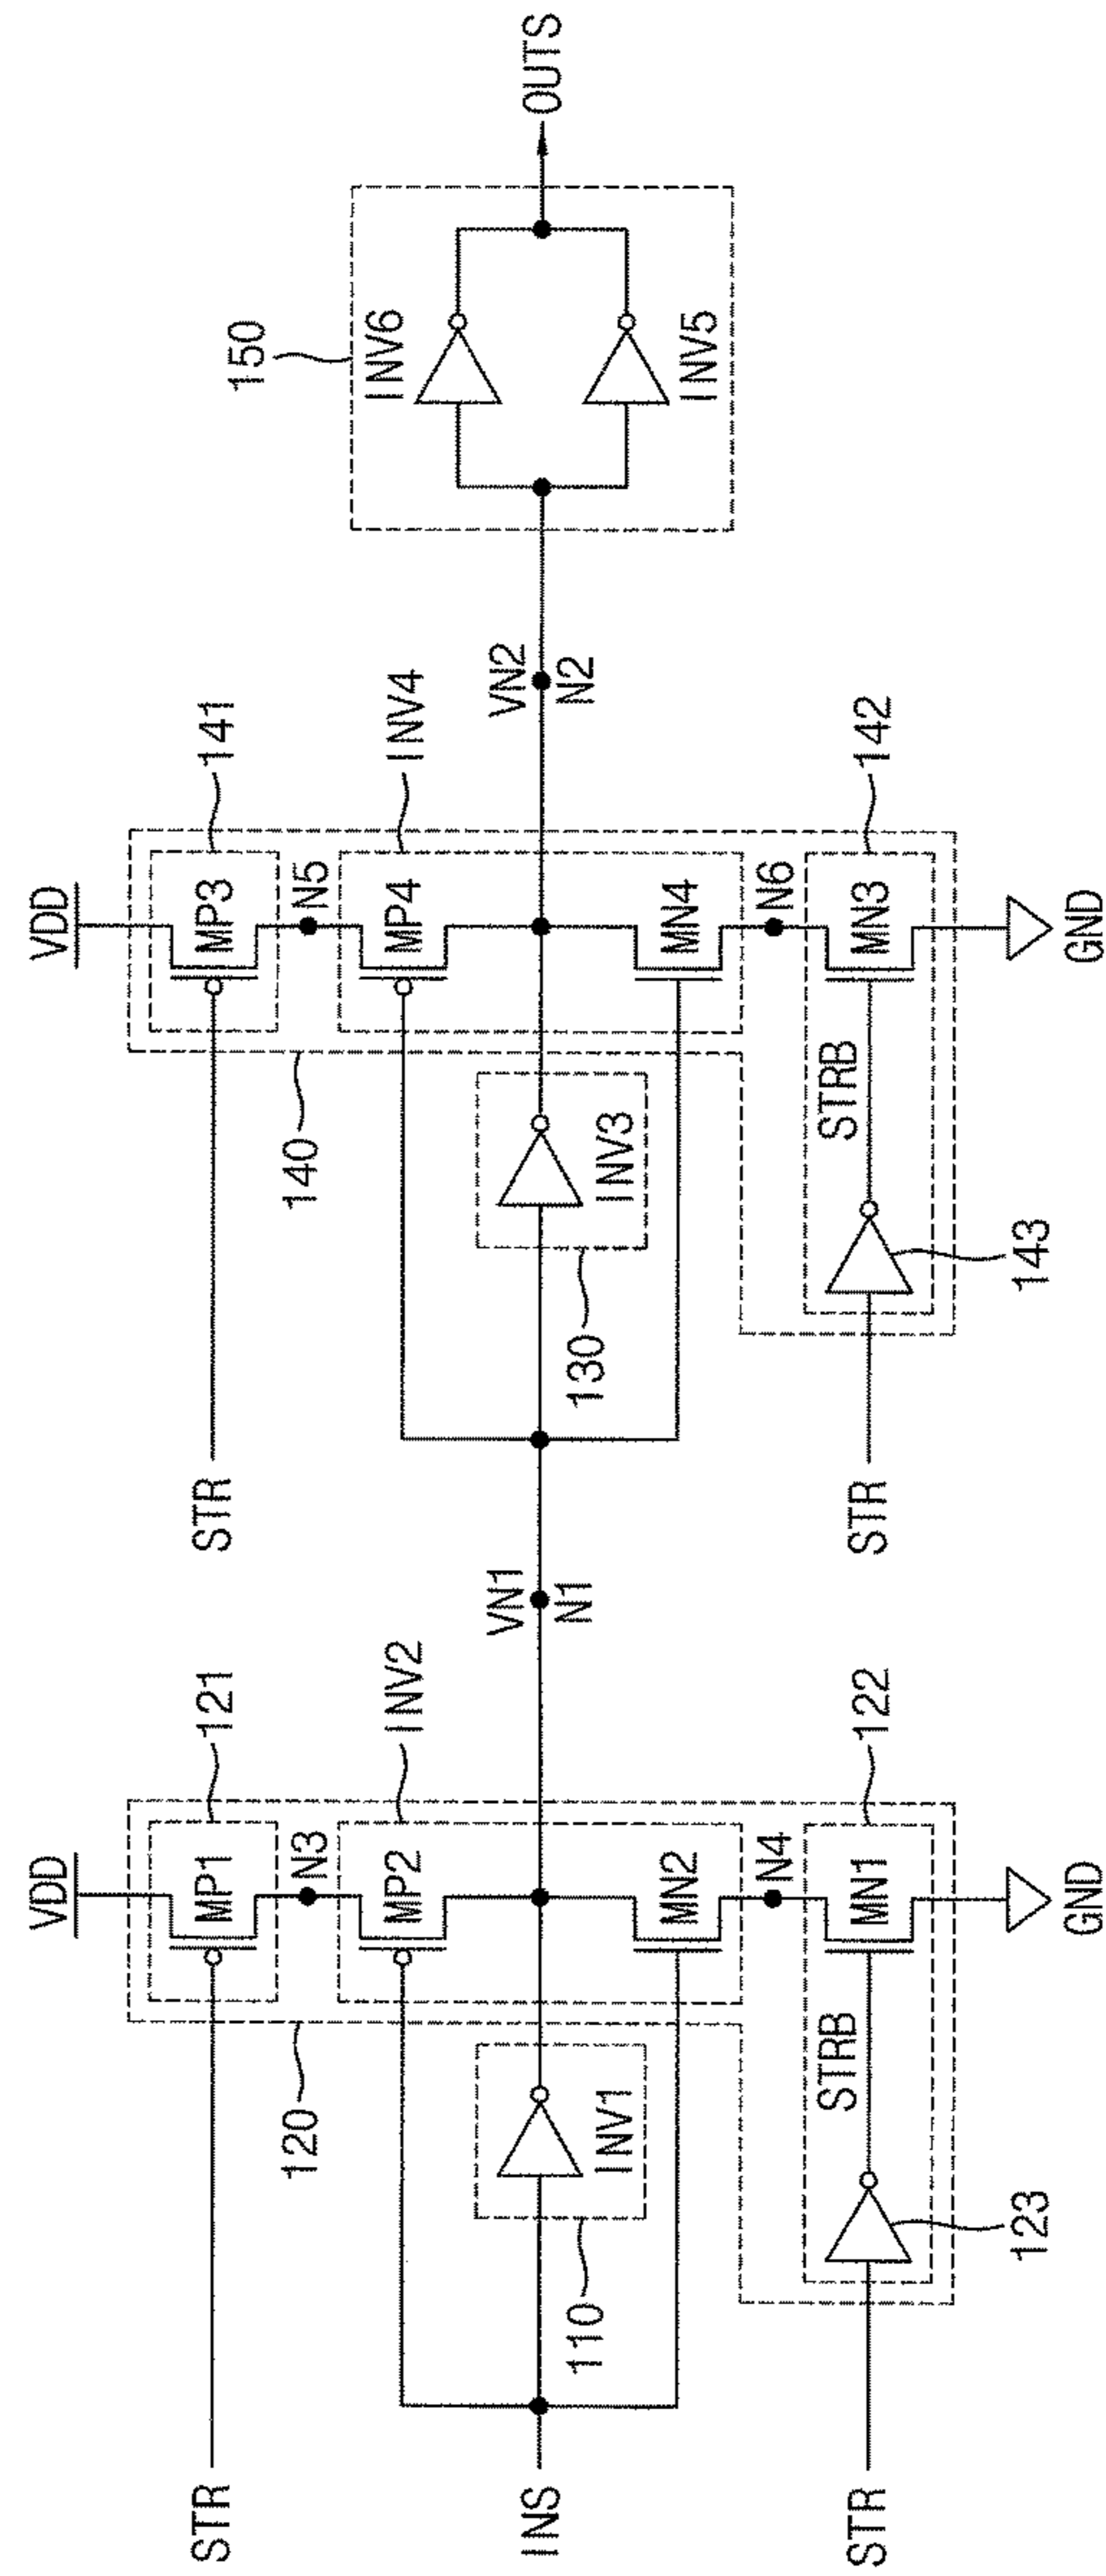 VDD
VDD
121
141
STR
MP1
STR
MP3
150
120
N3
140
N5
INV2
INV4
MP2
MP4
INV6
VN1
VN2
INS
N1
N2
OUTS
110
INV1
130
INV3
MN2
MN4
INV5
N4
N6
STRB
STRB
STR
MN1
122
STR
MN3
142
123
143
GND
GND